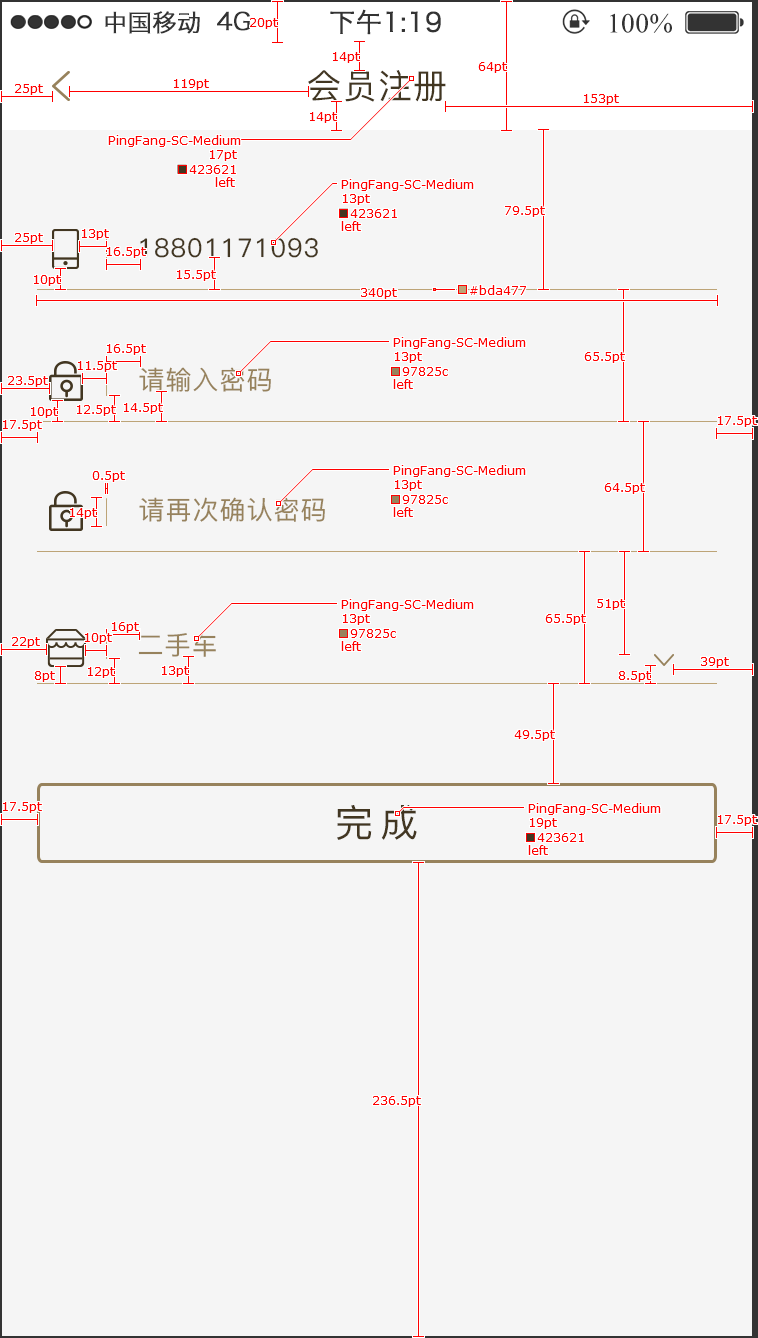 中国移动 4G 下午1:19 100%
20pt
14pt
64pt
25pt
119pt
会员注册
153pt
14pt
PingFang-SC-Medium
17pt
423621
left
PingFang-SC-Medium
13pt
423621
left
79.5pt
25pt
13pt
16.5pt
18801171093
10pt
15.5pt
340pt
#bda477
16.5pt
PingFang-SC-Medium
13pt
97825c
left
65.5pt
23.5pt
11.5pt
请输入密码
10pt
12.5pt
14.5pt
17.5pt
17.5pt
0.5pt
PingFang-SC-Medium
13pt
97825c
left
64.5pt
14pt
请再次确认密码
PingFang-SC-Medium
13pt
97825c
left
65.5pt
51pt
22pt
10pt
16pt
二手车
8pt
12pt
13pt
8.5pt
39pt
49.5pt
17.5pt
完成
PingFang-SC-Medium
19pt
423621
left
17.5pt
236.5pt